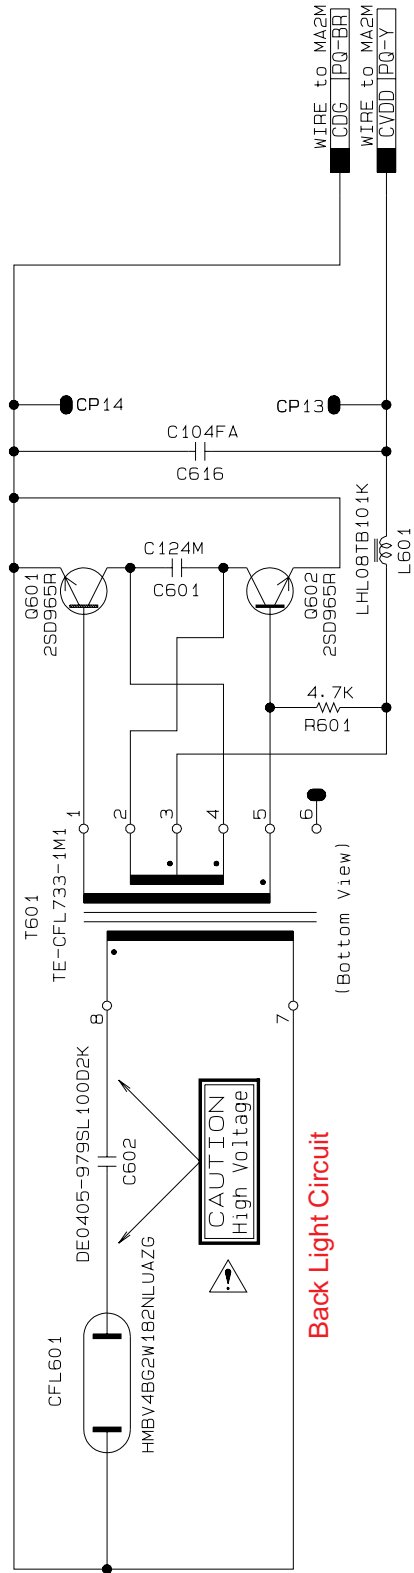 WIRE to MA2M
CDG PQ-BR
WIRE to MA2M
CVDD PQ-Y
CP14
CP13
C104FA
C616
C124M
C601
Q601
2SD965R
Q602
2SD965R
LHL08TB101K
L601
4.7K
R601
1
2
3
4
5
6
T601
TE-CFL733-1M1
(Bottom View)
8
7
DE0405-979SL100D2K
C602
CAUTION
High Voltage
!
CFL601
HMBV4BG2W1B2NLUAZG
Back Light Circuit